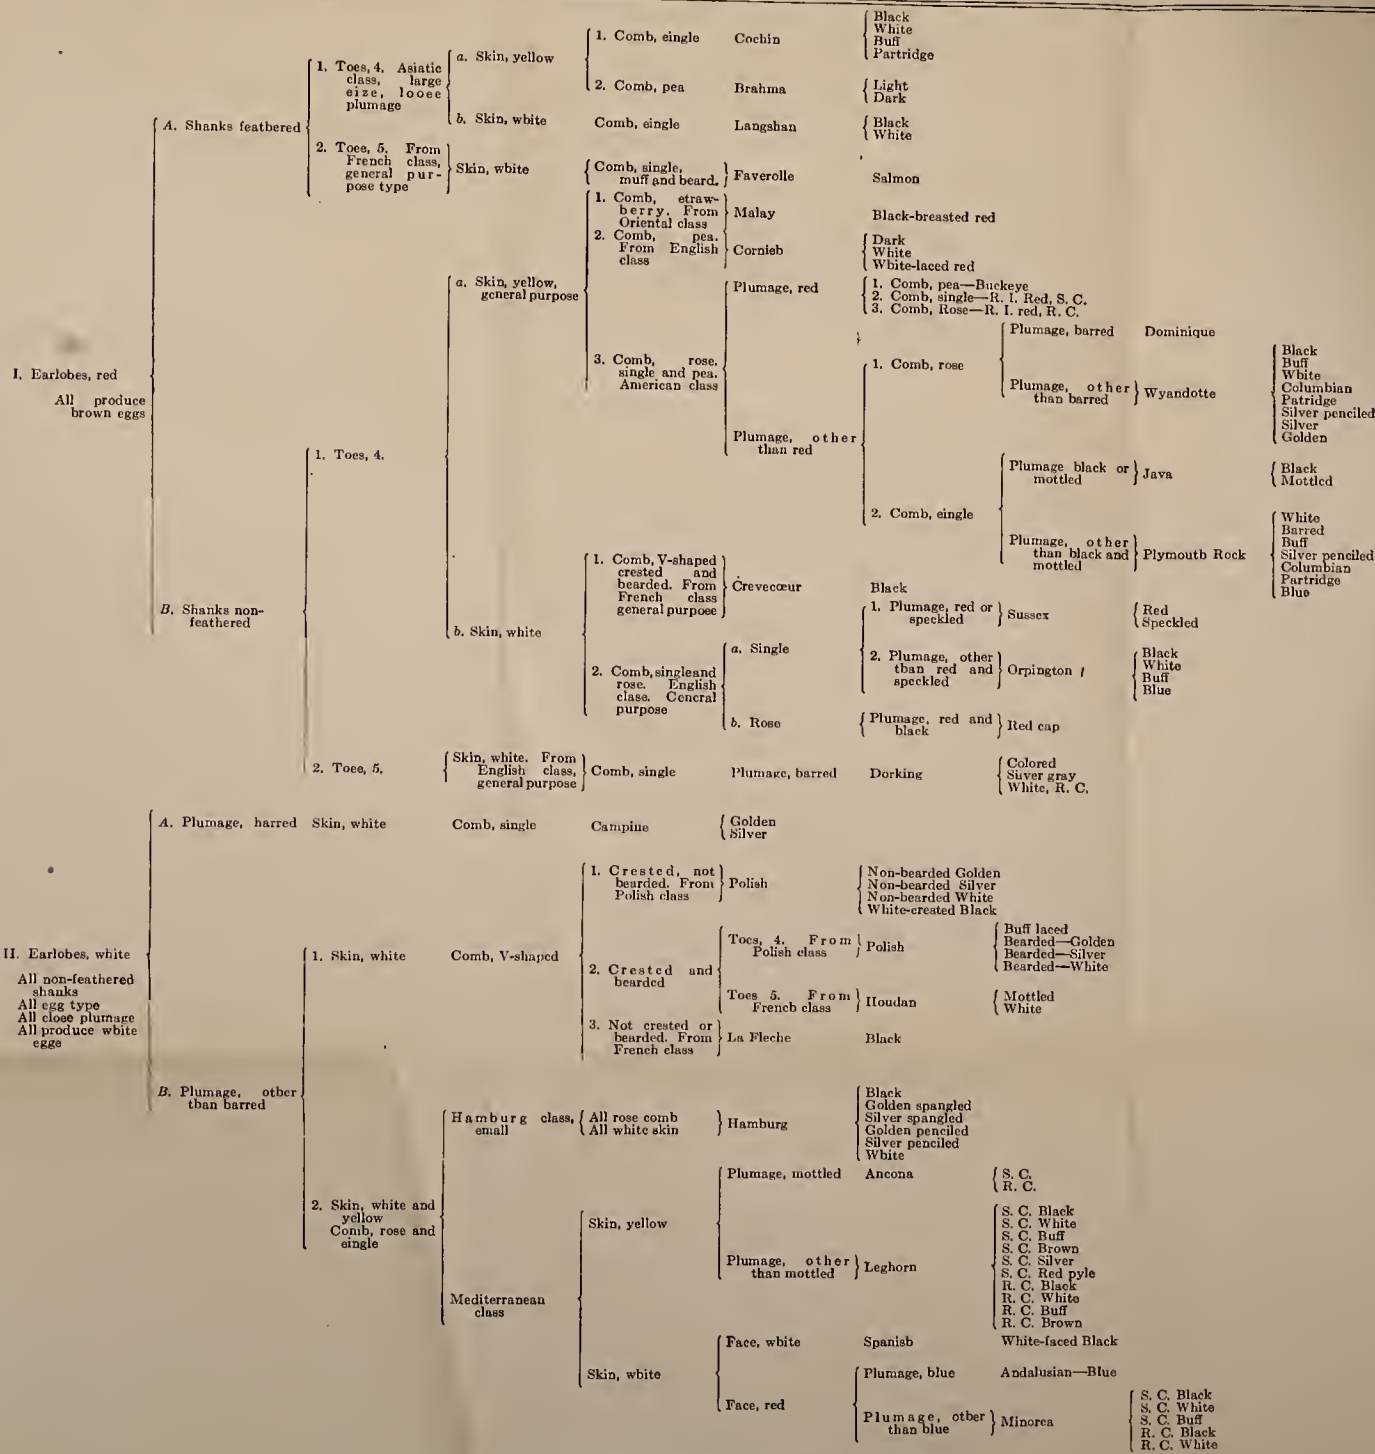 I. Earlobes, red
All produce
brown eggs
A. Shanks feathered
1. Toes, 4. Asiatic
class, large
eize, looee
plumage
a. Skin, yellow
1. Comb, eingle
Cochin
Black
White
Buff
Partridge
2. Comb, pea
Brahma
Light
Dark
b. Skin, wbite
Comb, eingle
Langshan
Black
White
2. Toee, 5. From
French class,
general pur-
pose type
Skin, wbite
Comb, single,
muff and beard.
Faverolle
Salmon
B. Shanks non-
feathered
1. Toes, 4.
a. Skin, yellow,
general purpose
1. Comb, etraw-
berry. From
Oriental class
Malay
Black-breasted red
2. Comb, pea.
From English
class
Cornieb
Dark
White
Wbite-laced red
3. Comb, rose.
single and pea.
American class
Plumage, red
1. Comb, pea—Buckeye
2. Comb, single—R. I. Red, S. C.
3. Comb, Rose—R. I. red, R. C.
Plumage, other
than red
1. Comb, rose
Plumage, barred
Dominique
Plumage, other
than barred
Wyandotte
Black
Buff
Wbite
Columbian
Patridge
Silver penciled
Silver
Golden
2. Comb, eingle
Plumage black or
mottled
Java
Black
Mottled
Plumage, other
than black and
mottled
Plymoutb Rock
White
Barred
Buff
Silver penciled
Columbian
Partridge
Blue
b. Skin, white
1. Comb, V-shaped
crested and
bearded. From
French class
general purpoee
Crevecœur
Black
2. Comb, single and
rose. English
clase. General
purpose
a. Single
1. Plumage, red or
speckled
Sussex
Red
Speckled
2. Plumage, other
tban red and
speckled
Orpington
Black
White
Buff
Blue
b. Rose
Plumage, red and
black
Red cap
2. Toee, 5.
Skin, white. From
English class,
general purpose
Comb, single
Plumage, barred
Dorking
Colored
Silver gray
White, R. C.
II. Earlobes, white
All non-feathered
shanks
All egg type
All cloee plumage
All produce wbite
egge
A. Plumage, harred
Skin, white
Comb, single
Campine
Golden
Silver
B. Plumage, otber
tban barred
1. Skin, white
Comb, V-shaped
1. Crested, not
bearded. From
Polish class
Polish
Non-bearded Golden
Non-bearded Silver
Non-bearded White
White-created Black
2. Crested and
bearded
Toes, 4. From
Polish class
Polish
Buff laced
Bearded—Golden
Bearded—Silver
Bearded—White
Toes 5. From
Frencb class
Houdan
Mottled
White
3. Not crested or
bearded. From
French class
La Fleche
Black
2. Skin, white and
yellow
Comb, rose and
eingle
Hamburg class,
emall
All rose comb
All white skin
Hamburg
Black
Golden spangled
Silver spangled
Golden penciled
Silver penciled
Wbite
Mediterranean
class
Skin, yellow
Plumage, mottled
Ancona
S. C.
R. C.
Plumage, other
than mottled
Leghorn
S. C. Black
S. C. White
S. C. Buff
S. C. Brown
S. C. Silver
S. C. Red pyle
R. C. Black
R. C. White
R. C. Buff
R. C. Brown
Skin, wbite
Face, wbite
Spanisb
White-faced Black
Face, red
Plumage, blue
Andalusian—Blue
Plumage, otber
than blue
Minorca
S. C. Black
S. C. White
S. C. Buff
R. C. Black
R. C. White